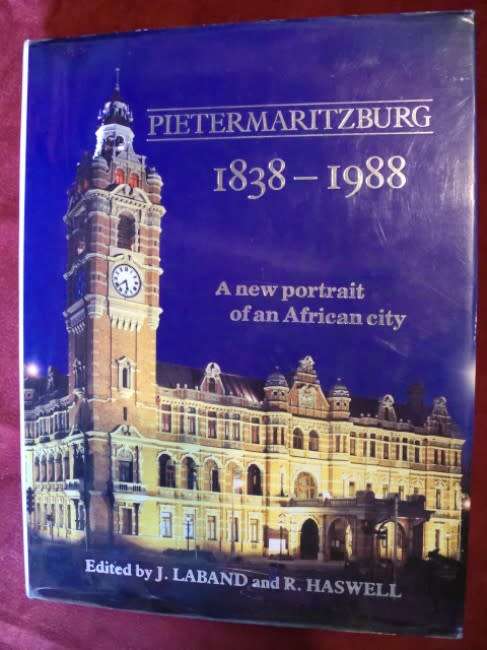 PIETERMARITZBURG
1838 – 1988
A new portrait
of an African city
Edited by J. LABAND and R. HASWELL